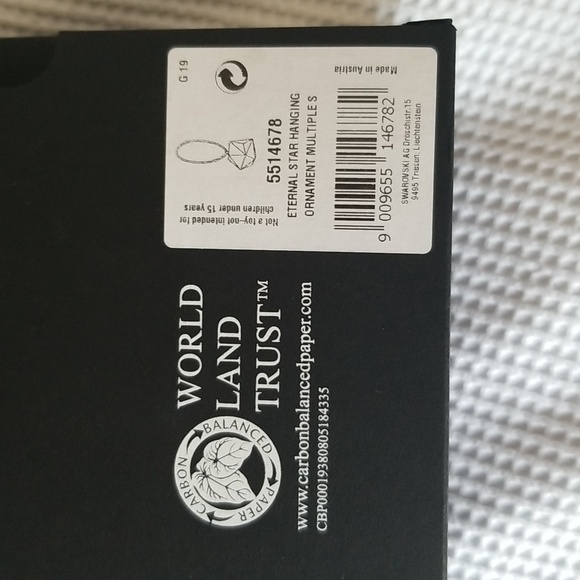 G 19
5514678
ETERNAL STAR HANGING
ORNAMENT MULTIPLE S
9 009655 146782
SWAROVSKI AG Dröschistr.15
9495 Triesen, Liechtenstein
Not a toy–not intended for
children under 15 years
Made in Austria
WORLD
LAND
TRUST™
CARBON BALANCED PAPER
www.carbonbalancedpaper.com
CBP00019380805184335